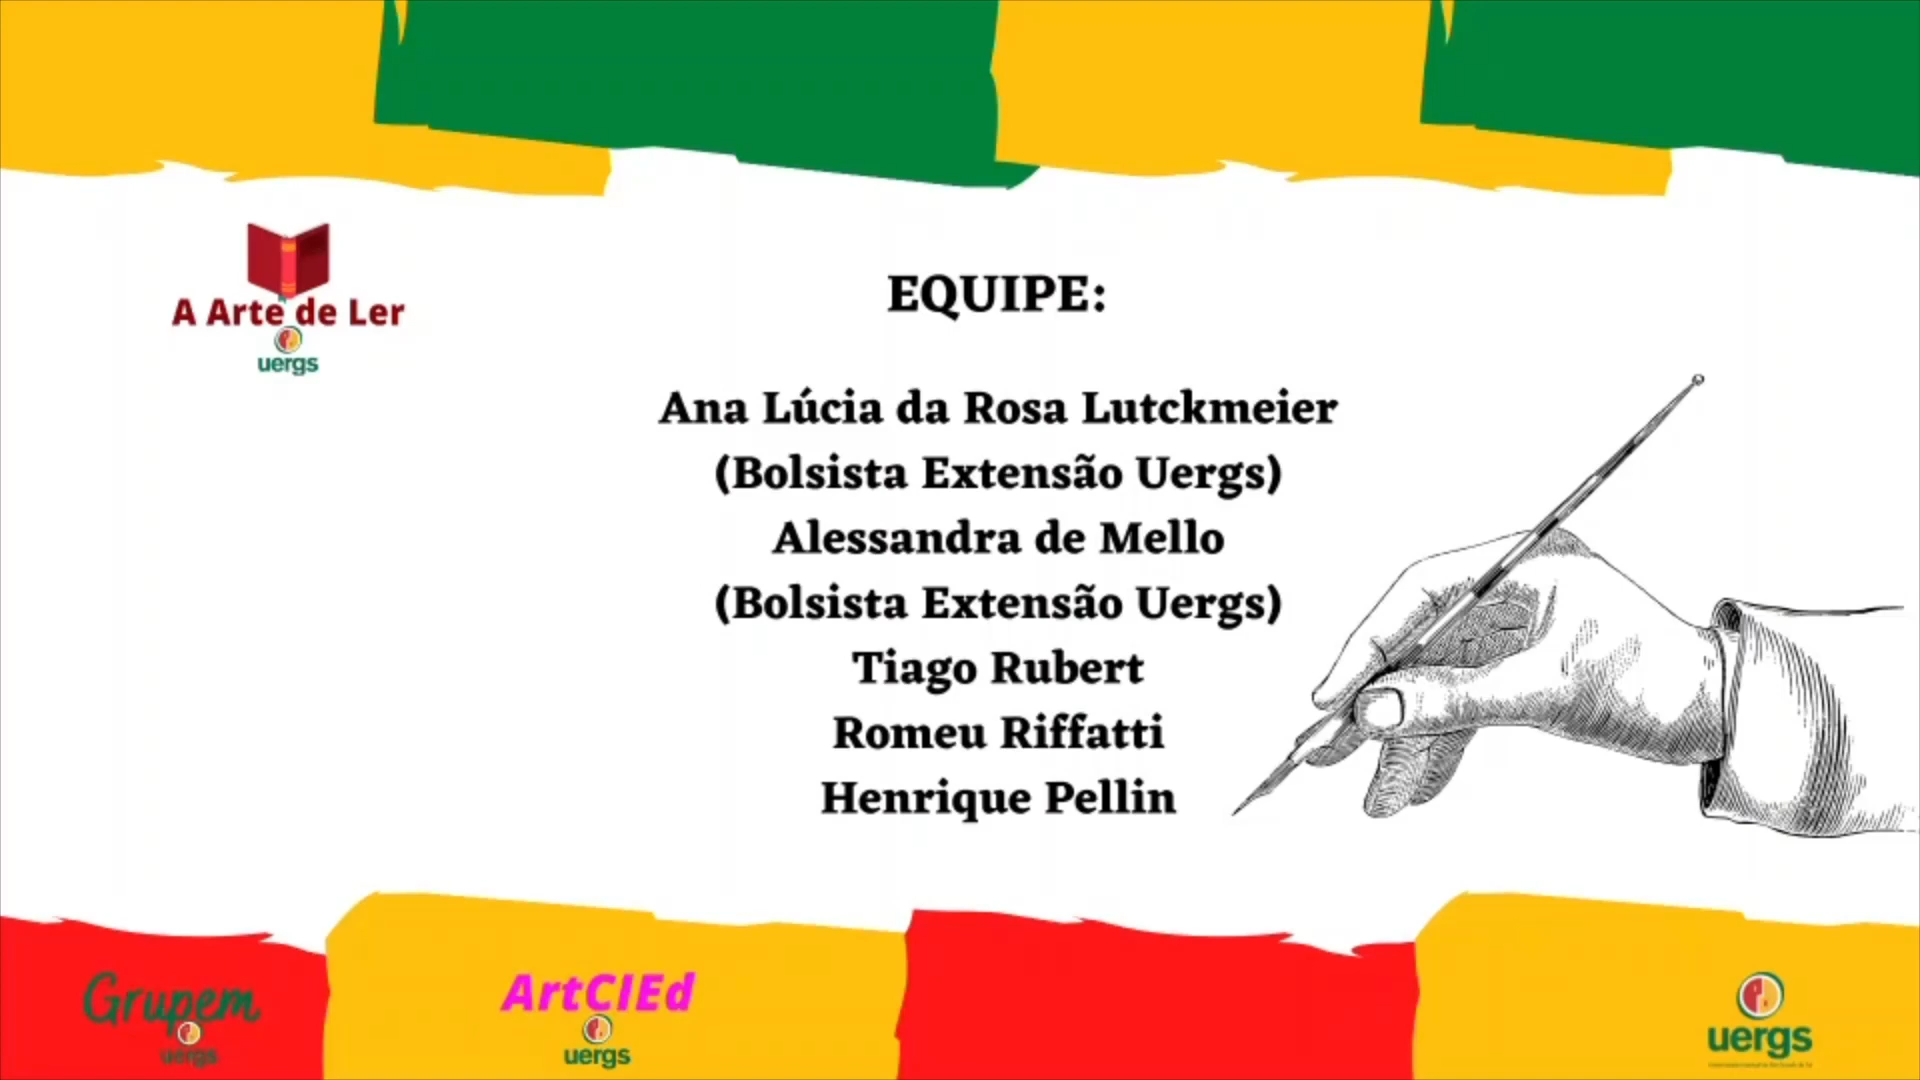 A Arte de Ler
uergs
EQUIPE:
Ana Lúcia da Rosa Lutckmeier
(Bolsista Extensão Uergs)
Alessandra de Mello
(Bolsista Extensão Uergs)
Tiago Rubert
Romeu Riffatti
Henrique Pellin
Grupem
uergs
ArtCIEd
uergs
uergs